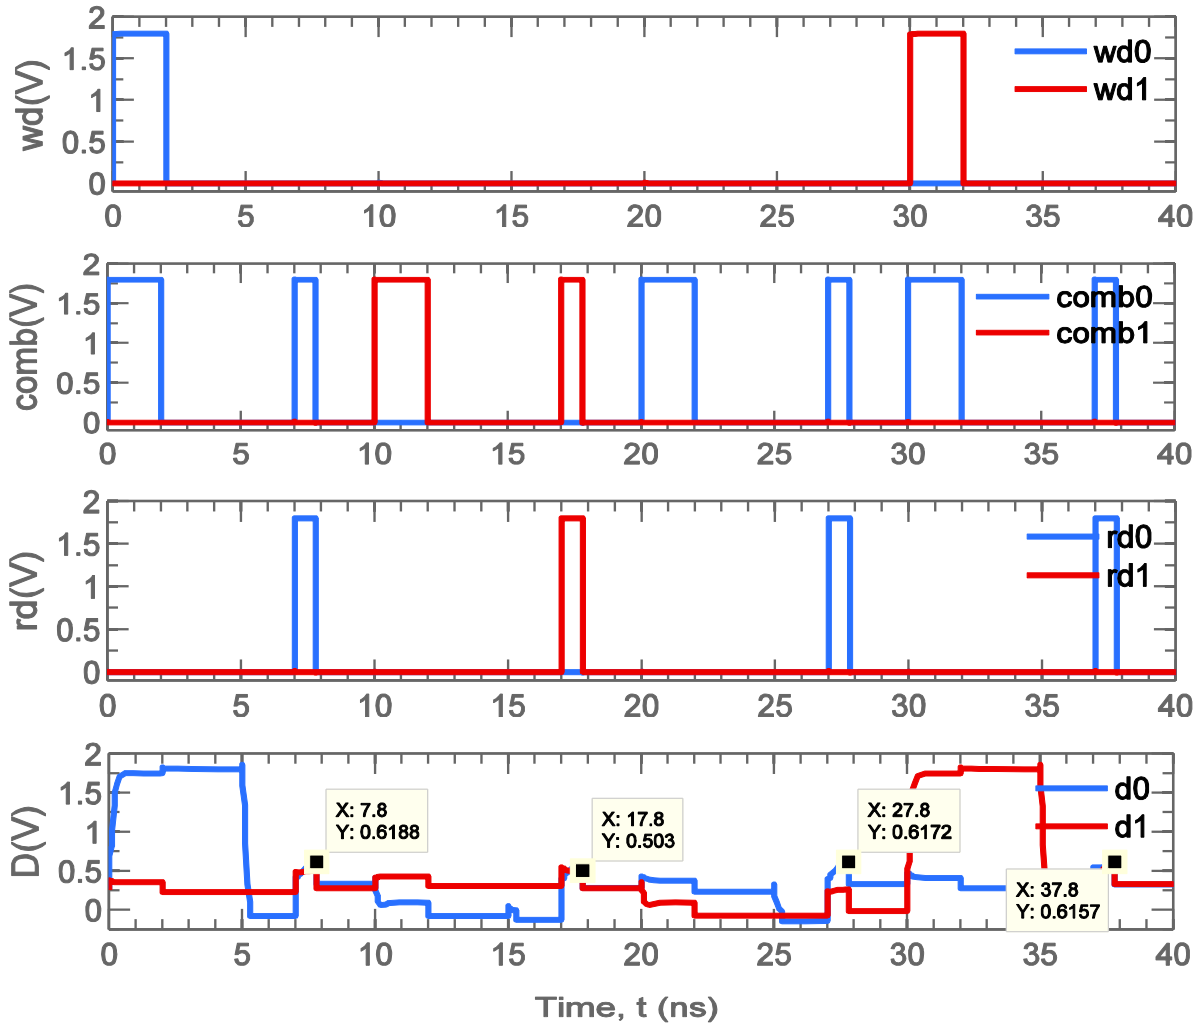 2
1.5
1
0.5
0
wd(V)
wd0
wd1
0 5 10 15 20 25 30 35 40
2
1.5
1
0.5
0
comb(V)
comb0
comb1
0 5 10 15 20 25 30 35 40
2
1.5
1
0.5
0
rd(V)
rd0
rd1
0 5 10 15 20 25 30 35 40
2
1.5
1
0.5
0
D(V)
d0
d1
X: 7.8
Y: 0.6188
X: 17.8
Y: 0.503
X: 27.8
Y: 0.6172
X: 37.8
Y: 0.6157
0 5 10 15 20 25 30 35 40
Time, t (ns)